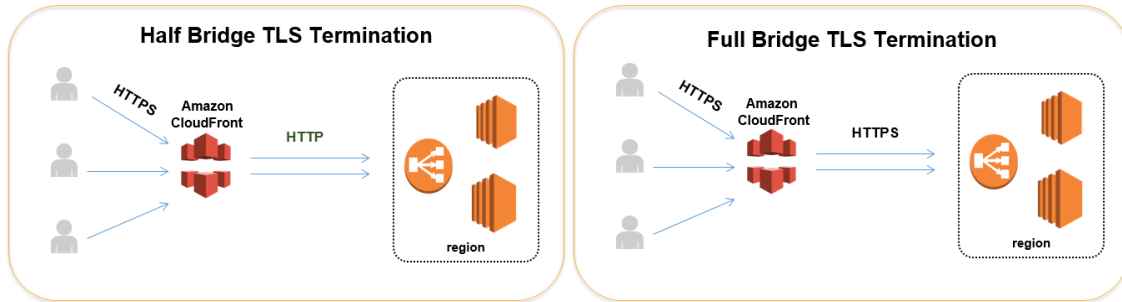 Half Bridge TLS Termination
HTTPS
Amazon
CloudFront
HTTP
region
Full Bridge TLS Termination
HTTPS
Amazon
CloudFront
HTTPS
region